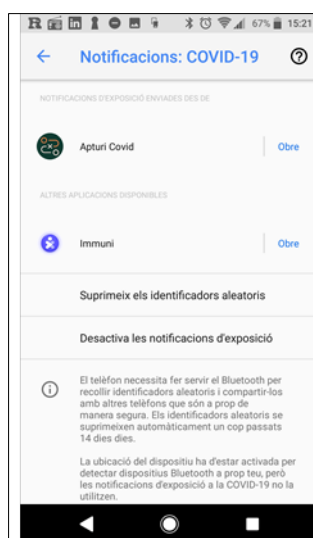 67% 15:21
Notificacions: COVID-19
NOTIFICACIONS D'EXPOSICIÓ ENVIADES DES DE
Apturi Covid Obre
ALTRES APLICACIONS DISPONIBLES
Immuni Obre
Suprimeix els identificadors aleatoris
Desactiva les notificacions d'exposició
El telèfon necessita fer servir el Bluetooth per
recollir identificadors aleatoris i compartir-los
amb altres telèfons que són a prop de
manera segura. Els identificadors aleatoris se
suprimeixen automàticament un cop passats
14 dies dies.
La ubicació del dispositiu ha d'estar activada per
detectar dispositius Bluetooth a prop teu, però
les notificacions d'exposició a la COVID-19 no la
utilitzen.